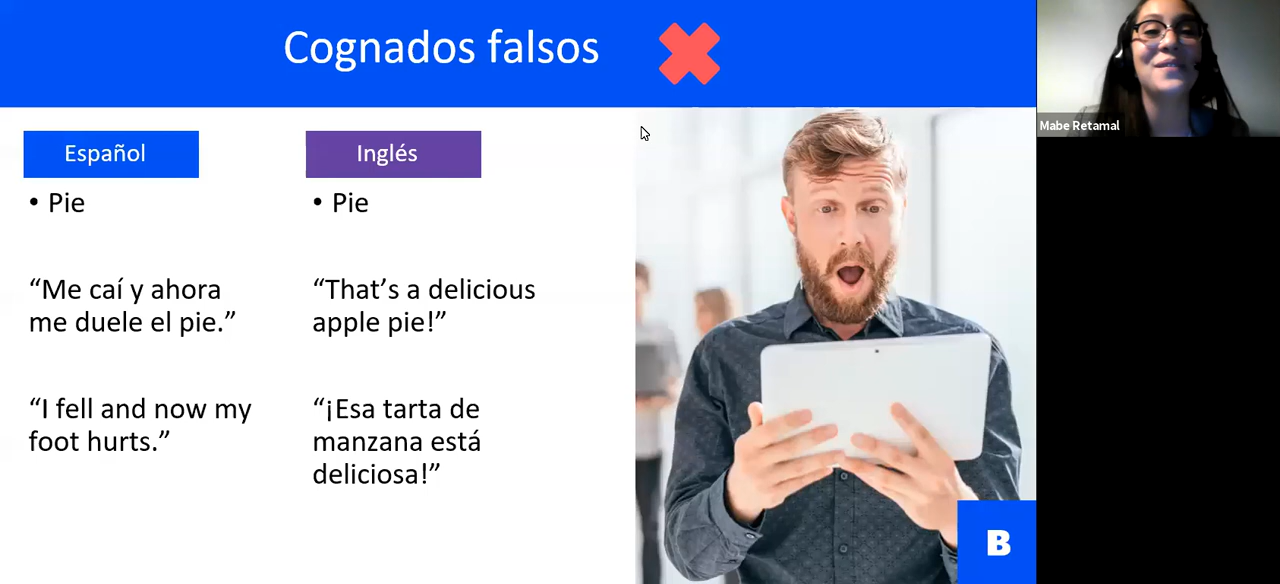 Cognados falsos
Español
Inglés
• Pie
• Pie
“Me caí y ahora
me duele el pie.”
“That’s a delicious
apple pie!”
“I fell and now my
foot hurts.”
“¡Esa tarta de
manzana está
deliciosa!”
B
Mabe Retamal